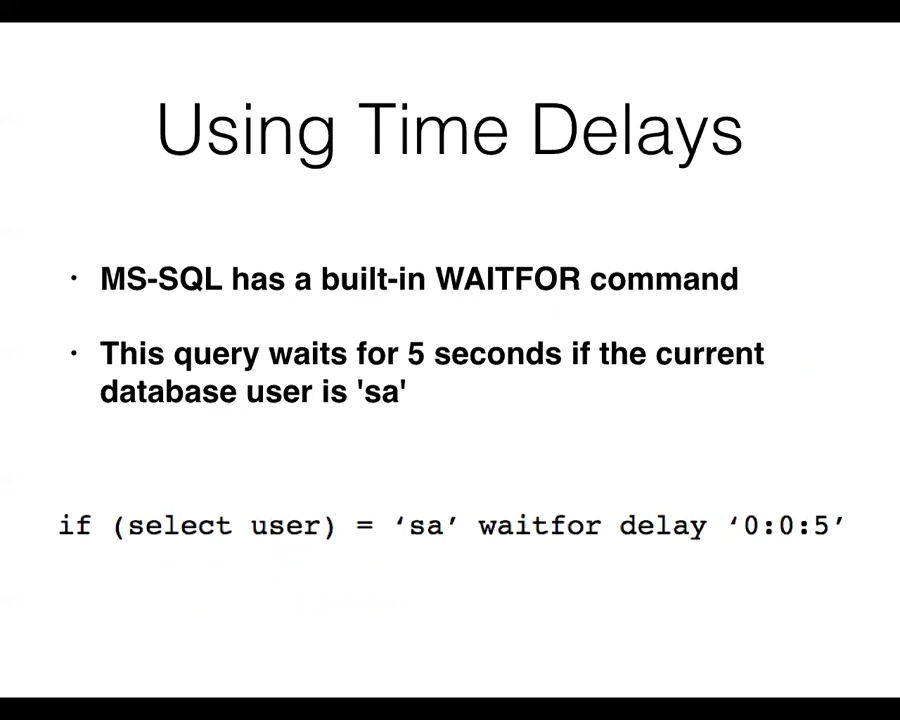 Using Time Delays
• MS-SQL has a built-in WAITFOR command
• This query waits for 5 seconds if the current
database user is 'sa'
if (select user) = ‘sa’ waitfor delay ‘0:0:5’